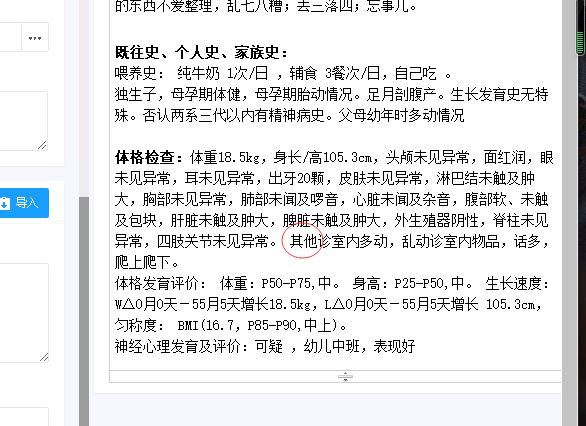 的东西不爱整理，乱七八糟；丢三落四；忘事儿。
既往史、个人史、家族史：
喂养史： 纯牛奶 1次/日 ，辅食 3餐次/日，自己吃 。
独生子，母孕期体健，母孕期胎动情况。足月剖腹产。生长发育史无特
殊。否认两系三代以内有精神病史。父母幼年时多动情况
体格检查：体重18.5kg，身长/高105.3cm，头颅未见异常，面红润，眼
未见异常，耳未见异常，出牙20颗，皮肤未见异常，淋巴结未触及肿
大，胸部未见异常，肺部未闻及啰音，心脏未闻及杂音，腹部软、未触
及包块，肝脏未触及肿大，脾脏未触及肿大，外生殖器阴性，脊柱未见
异常，四肢关节未见异常。 其他诊室内多动，乱动诊室内物品，话多，
爬上爬下。
体格发育评价： 体重：P50-P75,中。 身高：P25-P50,中。 生长速度：
W△0月0天－55月5天增长18.5kg，L△0月0天－55月5天增长 105.3cm，
匀称度： BMI(16.7，P85-P90,中上)。
神经心理发育及评价：可疑 ，幼儿中班，表现好
导入